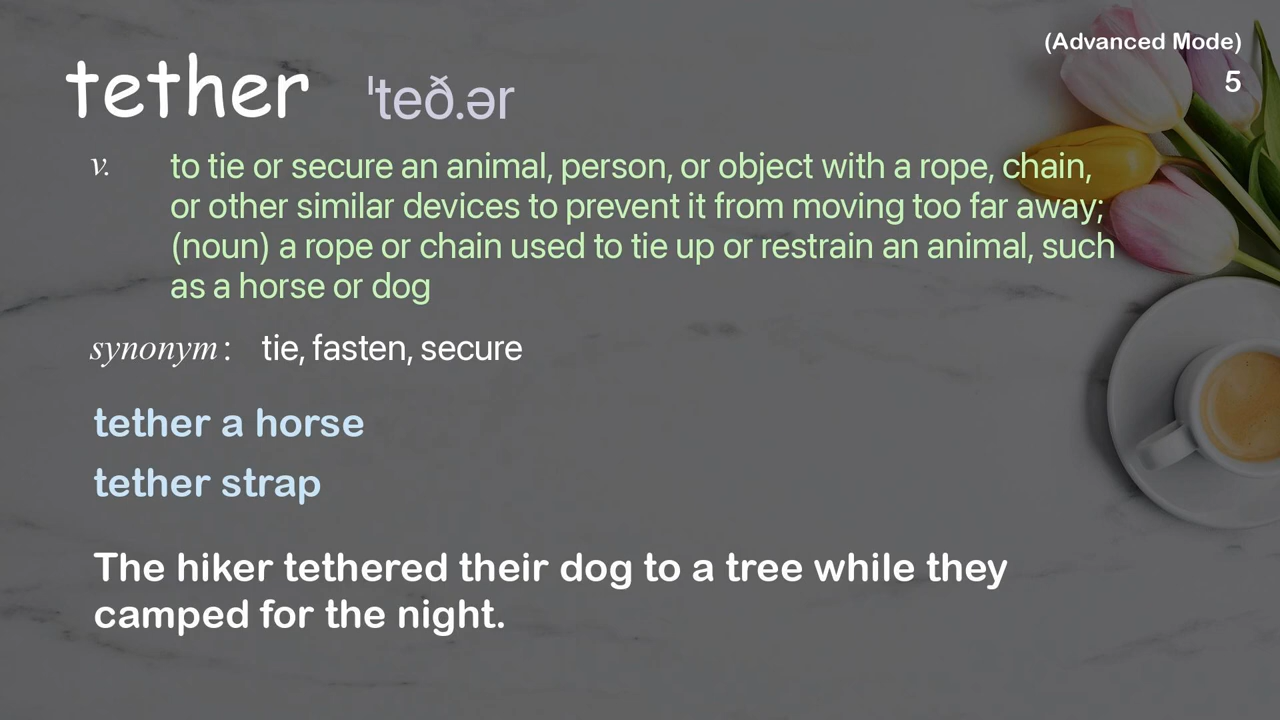 (Advanced Mode)
5
tether ˈteð.ər
v. to tie or secure an animal, person, or object with a rope, chain,
or other similar devices to prevent it from moving too far away;
(noun) a rope or chain used to tie up or restrain an animal, such
as a horse or dog
synonym : tie, fasten, secure
tether a horse
tether strap
The hiker tethered their dog to a tree while they
camped for the night.